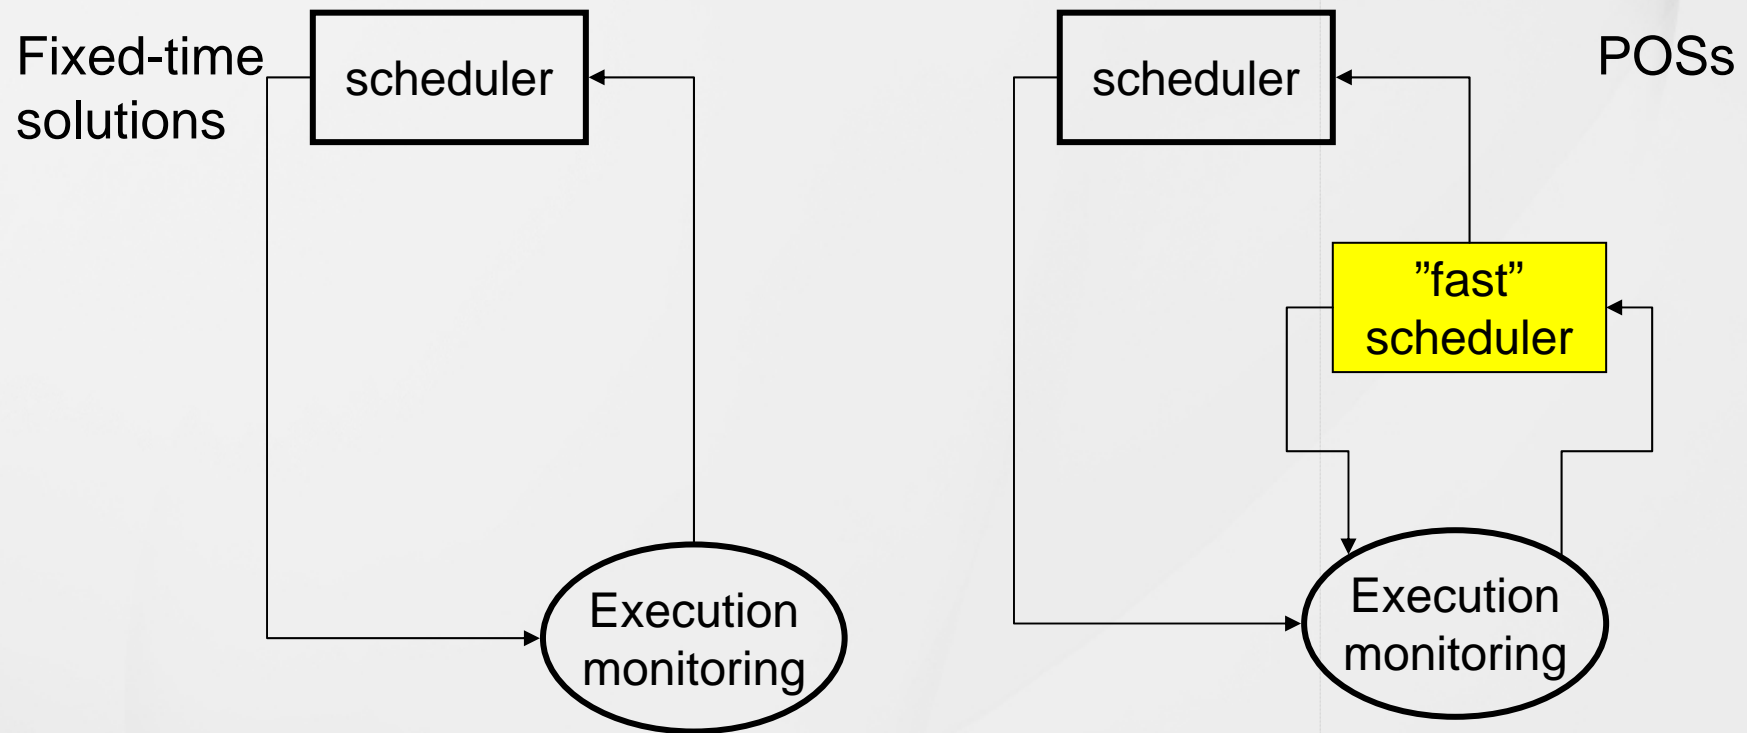 Fixed-time
solutions
scheduler
Execution
monitoring
scheduler
POSs
”fast”
scheduler
Execution
monitoring